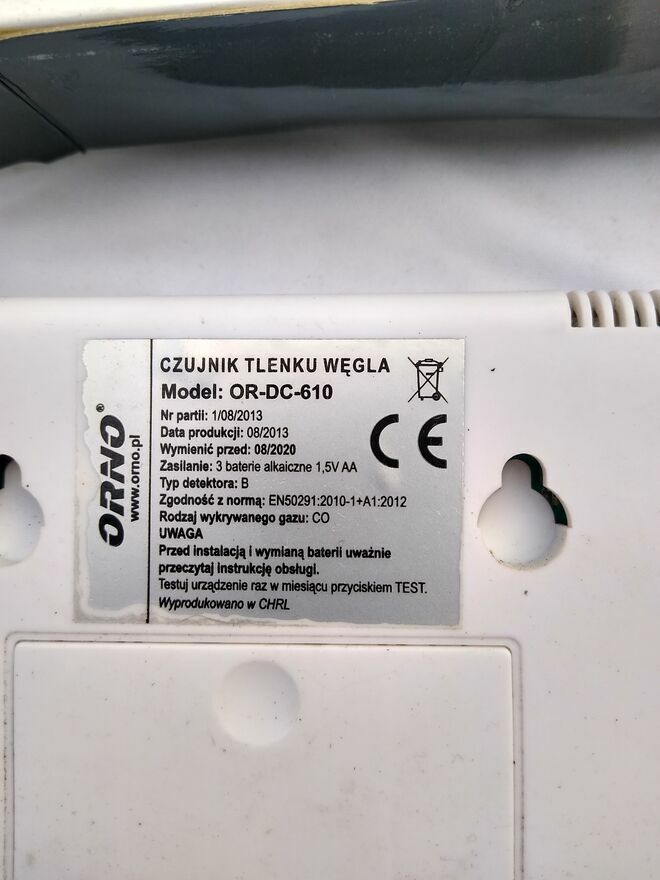 CZUJNIK TLENKU WĘGLA
Model: OR-DC-610
Nr partii: 1/08/2013
Data produkcji: 08/2013
Wymienić przed: 08/2020
Zasilanie: 3 baterie alkaiczne 1,5V AA
Typ detektora: B
Zgodność z normą: EN50291:2010-1+A1:2012
Rodzaj wykrywanego gazu: CO
UWAGA
Przed instalacją i wymianą baterii uważnie
przeczytaj instrukcję obsługi.
Testuj urządzenie raz w miesiącu przyciskiem TEST.
Wyprodukowano w CHRL
CE
ORNO®
www.orno.pl